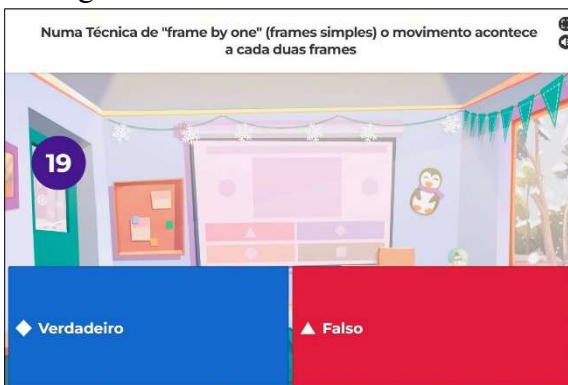 Numa Técnica de "frame by one" (frames simples) o movimento acontece
a cada duas frames
19
Verdadeiro
Falso